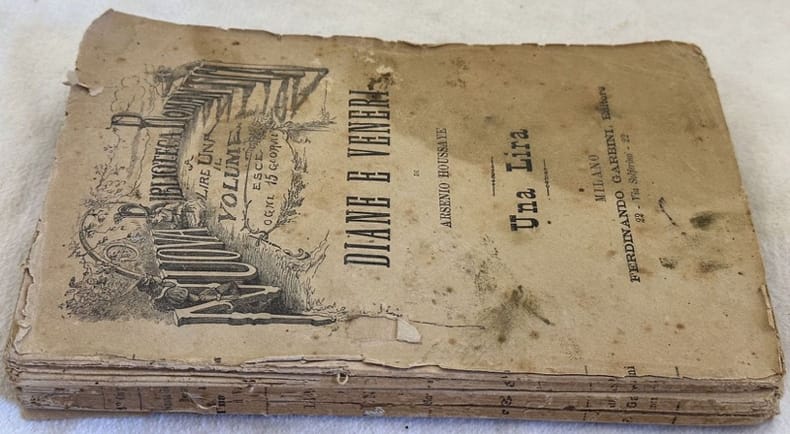 NUOVA
BIBLIOTECA ROMANTICA
A
LIRE UNA
IL
VOLUME
ESCE
OGNI 15 GIORNI
DIANE E VENERI
DI
ARSENIO HOUSSAYE
Una Lira
MILANO
FERDINANDO GARBINI, Editore
22 - Via Solferino - 22